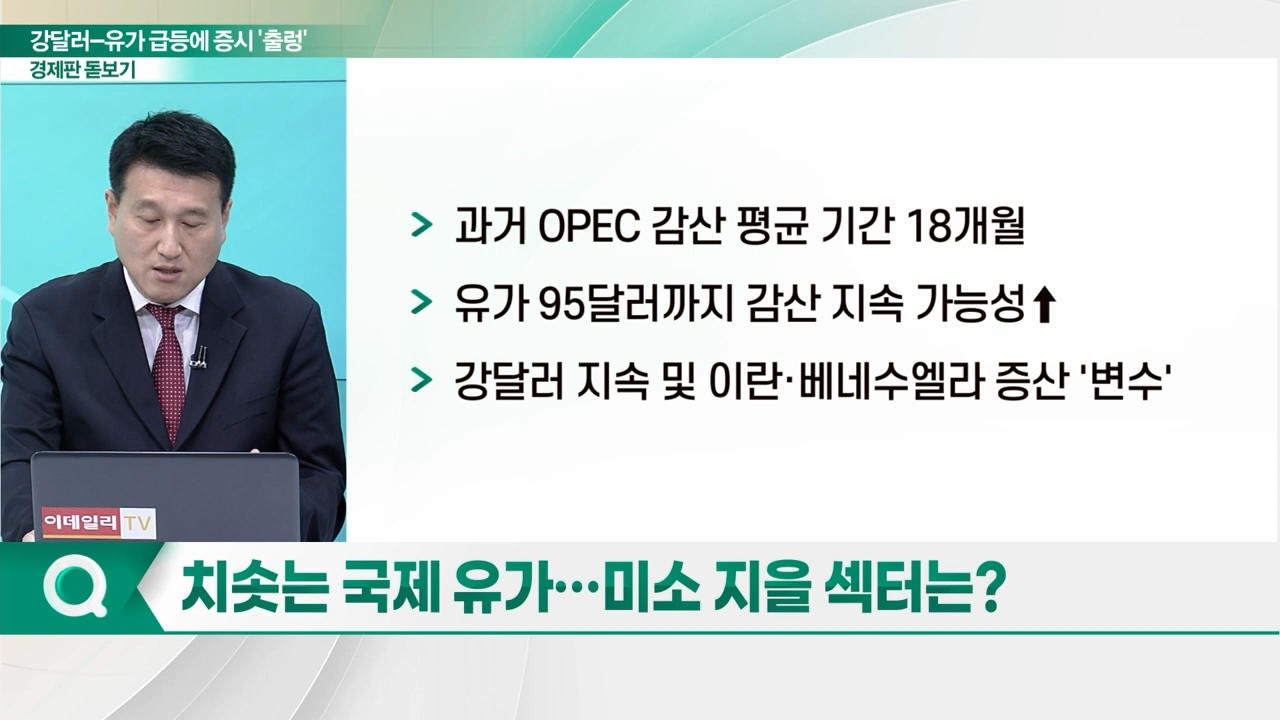 강달러-유가 급등에 증시 '출렁'
경제판 돋보기
> 과거 OPEC 감산 평균 기간 18개월
> 유가 95달러까지 감산 지속 가능성⬆
> 강달러 지속 및 이란·베네수엘라 증산 '변수'
이데일리 TV
치솟는 국제 유가…미소 지을 섹터는?